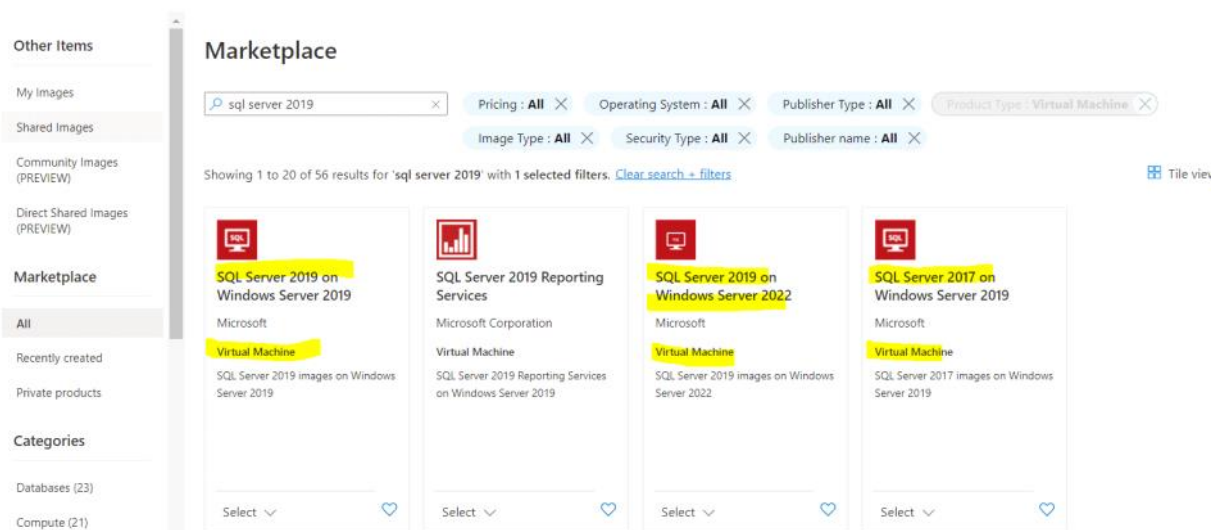 Other Items
My Images
Shared Images
Community Images
(PREVIEW)
Direct Shared Images
(PREVIEW)
Marketplace
All
Recently created
Private products
Categories
Databases (23)
Compute (21)
Marketplace
sql server 2019
Pricing : All
Operating System : All
Publisher Type : All
Product Type : Virtual Machine
Image Type : All
Security Type : All
Publisher name : All
Showing 1 to 20 of 56 results for 'sql server 2019' with 1 selected filters. Clear search + filters
Tile view
SQL
SQL Server 2019 on
Windows Server 2019
Microsoft
Virtual Machine
SQL Server 2019 images on Windows
Server 2019
Select
SQL Server 2019 Reporting
Services
Microsoft Corporation
Virtual Machine
SQL Server 2019 Reporting Services
on Windows Server 2019
Select
SQL Server 2019 on
Windows Server 2022
Microsoft
Virtual Machine
SQL Server 2019 images on Windows
Server 2022
Select
SQL
SQL Server 2017 on
Windows Server 2019
Microsoft
Virtual Machine
SQL Server 2017 images on Windows
Server 2019
Select